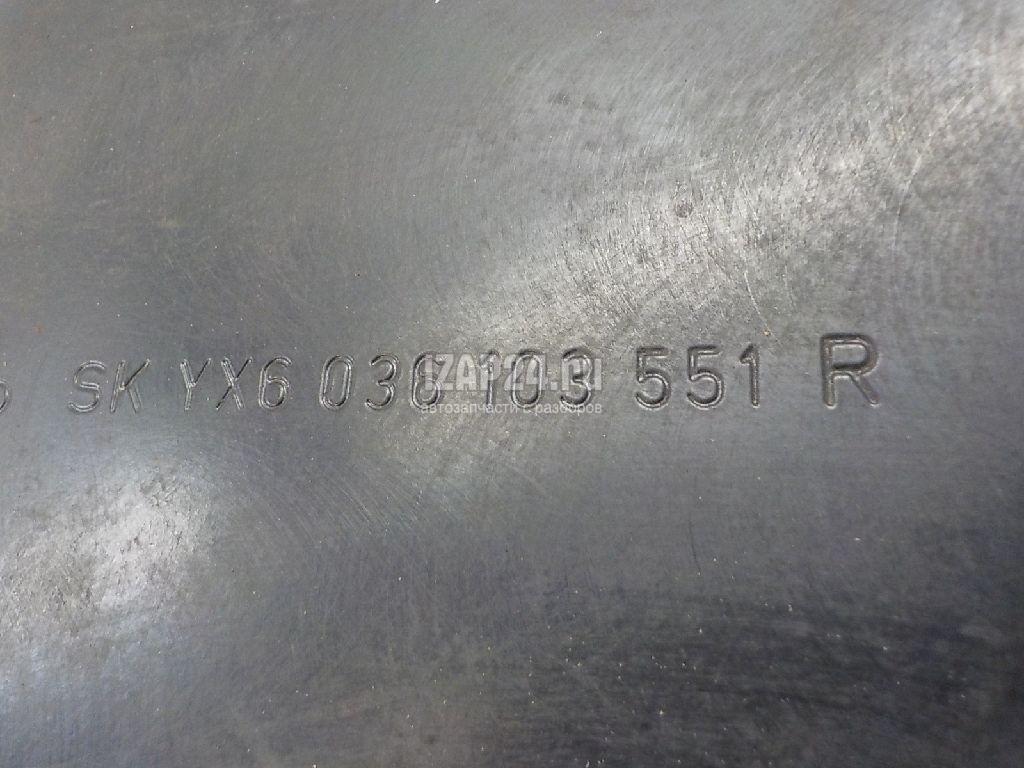 SK YX6 036 103 551 R
IZAP24.ru
автозапчасти с разборов